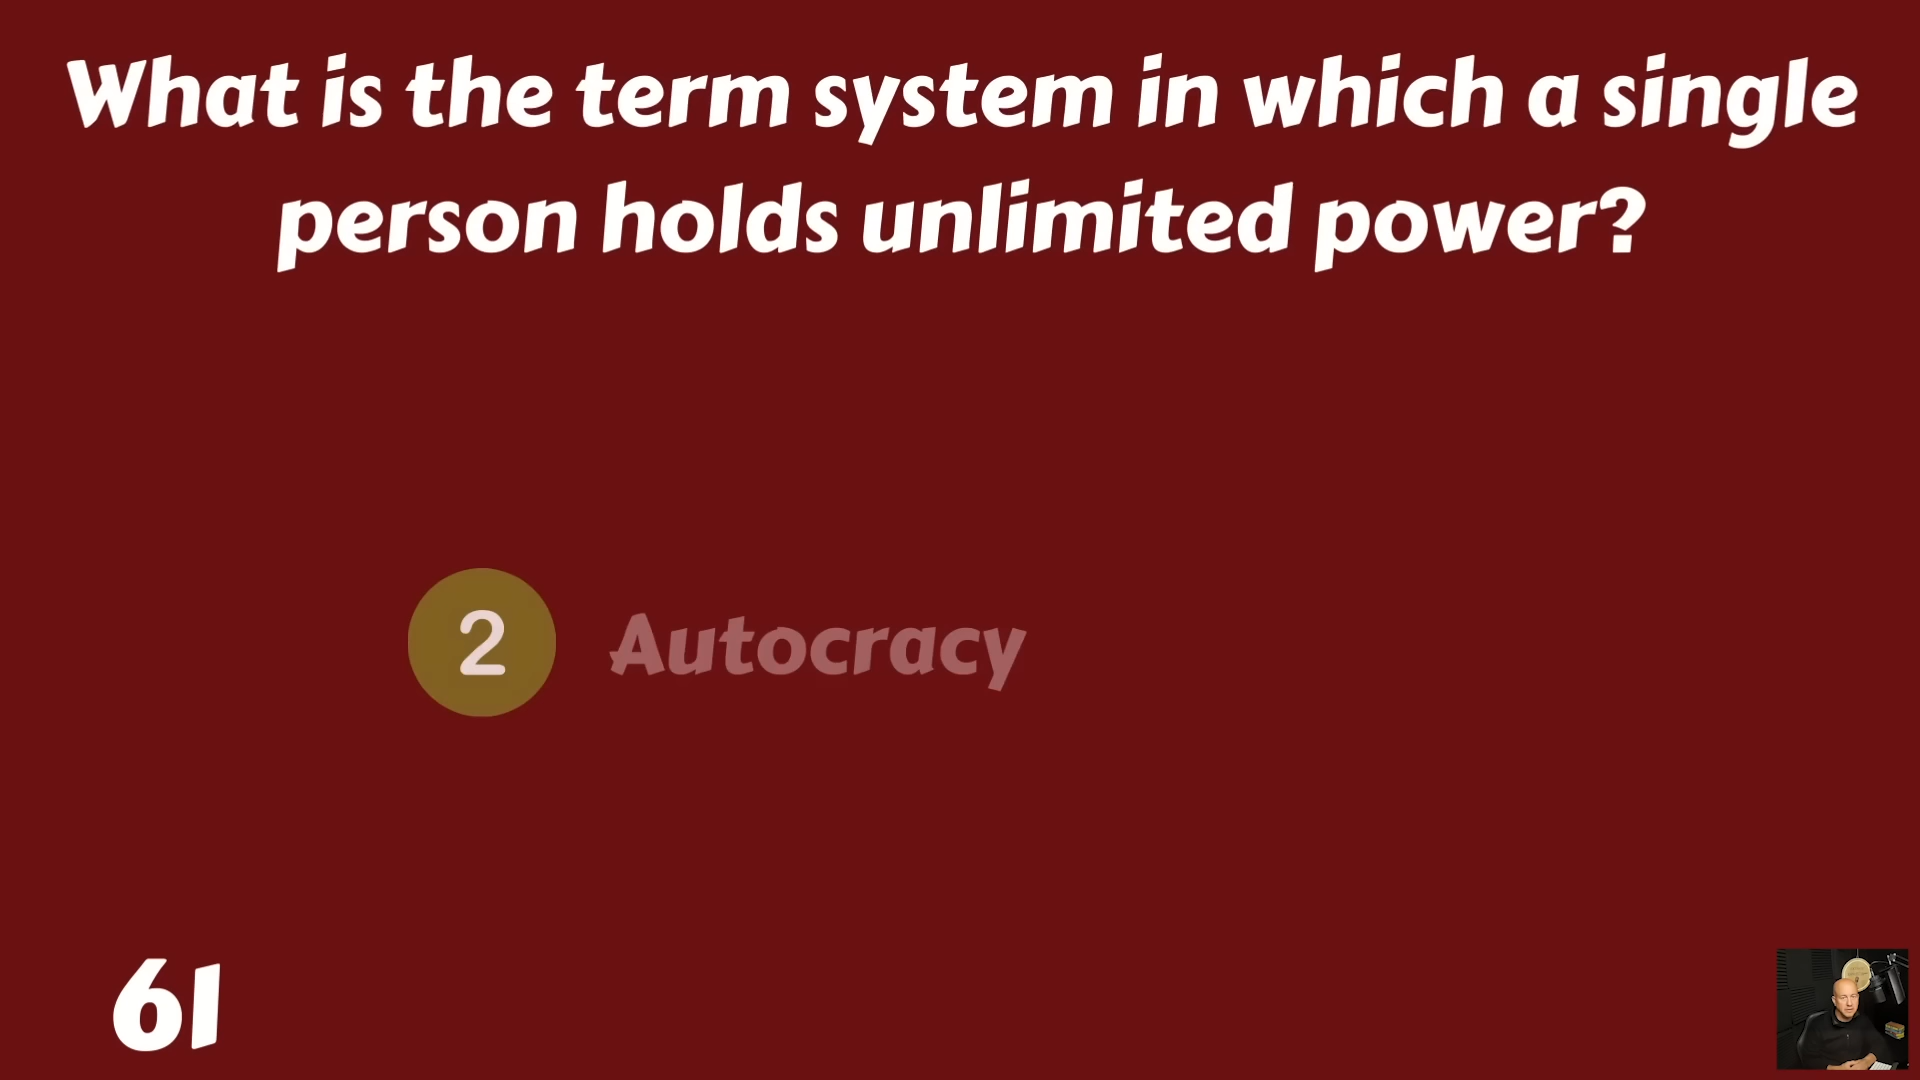 What is the term system in which a single
person holds unlimited power?
2 Autocracy
61